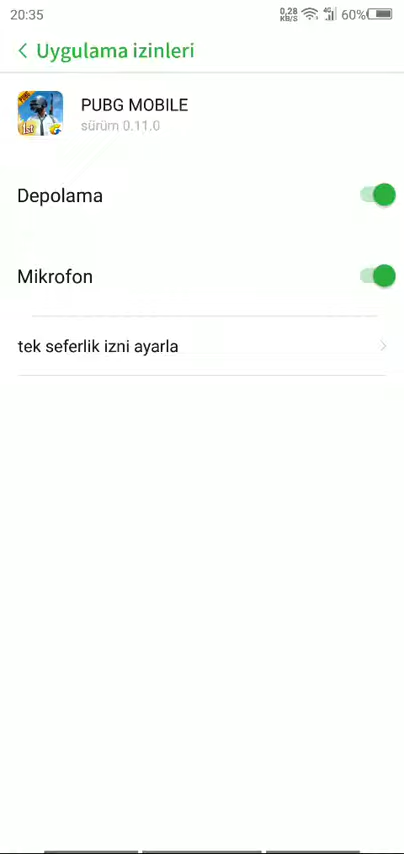 20:35
0,28 KB/S 4G 60%
Uygulama izinleri
PUBG MOBILE
sürüm 0.11.0
1st
Depolama
Mikrofon
tek seferlik izni ayarla